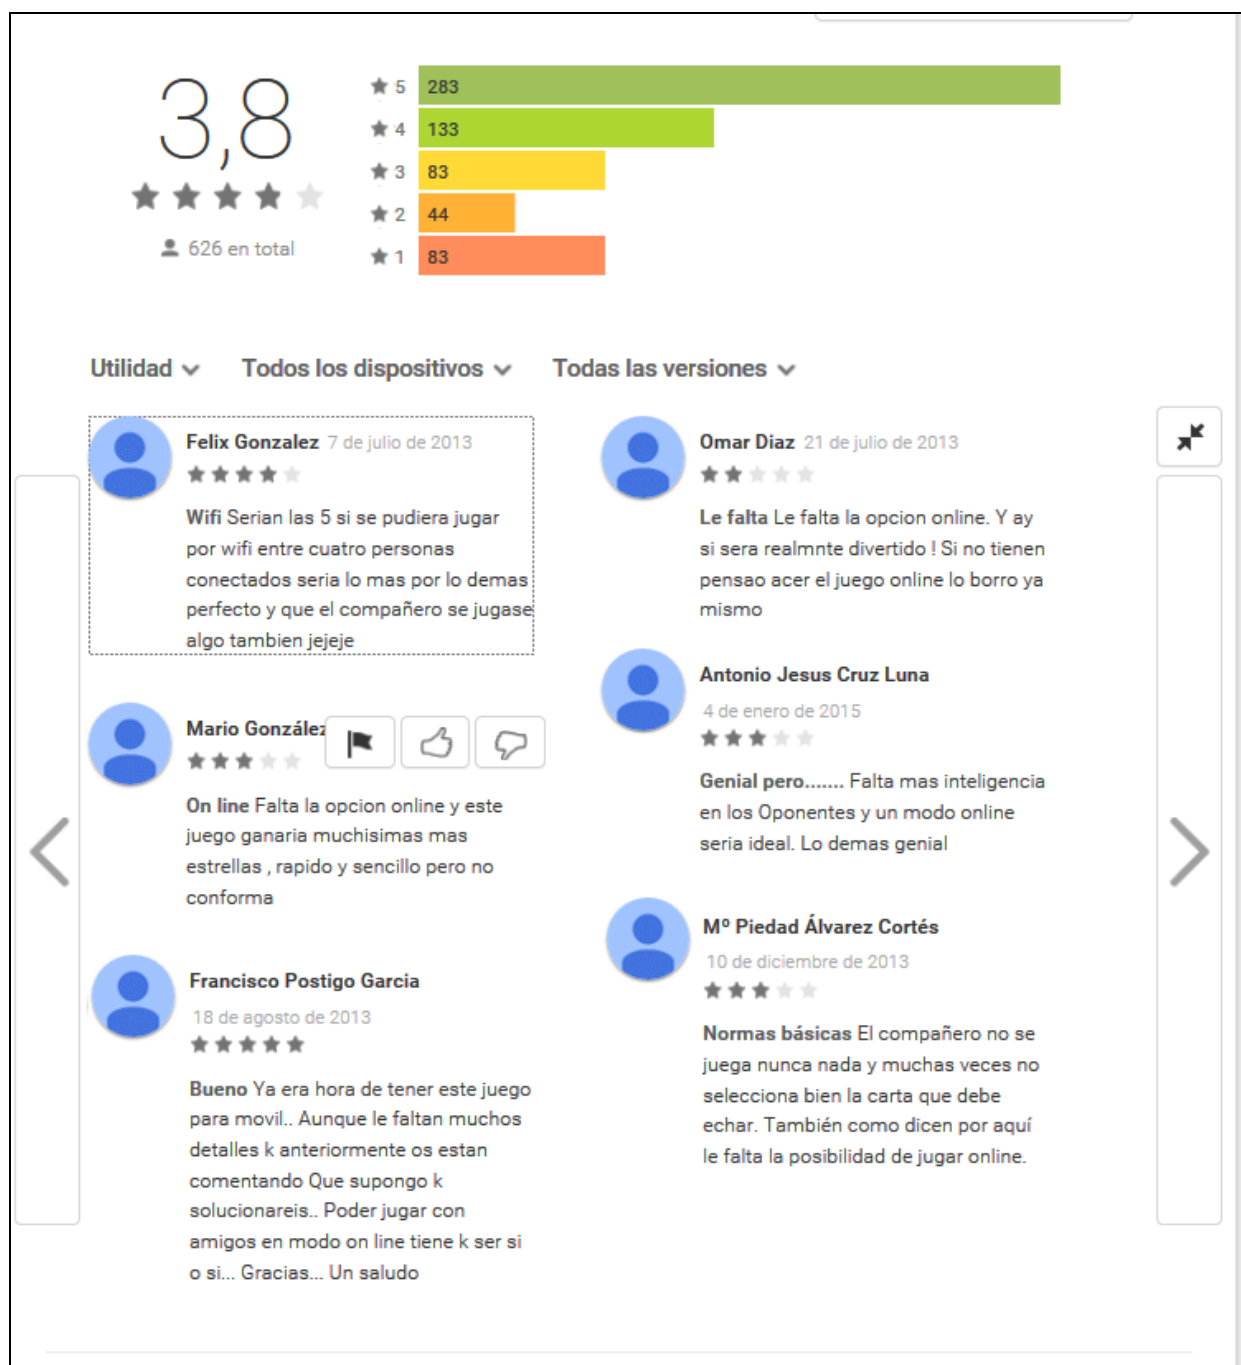 3,8
626 en total
5 283
4 133
3 83
2 44
1 83
Utilidad Todos los dispositivos Todas las versiones
Felix Gonzalez 7 de julio de 2013
Wifi Serian las 5 si se pudiera jugar
por wifi entre cuatro personas
conectados seria lo mas por lo demas
perfecto y que el compañero se jugase
algo tambien jejeje
Mario González
On line Falta la opcion online y este
juego ganaria muchisimas mas
estrellas , rapido y sencillo pero no
conforma
Francisco Postigo Garcia
18 de agosto de 2013
Bueno Ya era hora de tener este juego
para movil.. Aunque le faltan muchos
detalles k anteriormente os estan
comentando Que supongo k
solucionareis.. Poder jugar con
amigos en modo on line tiene k ser si
o si... Gracias... Un saludo
Omar Diaz 21 de julio de 2013
Le falta Le falta la opcion online. Y ay
si sera realmnte divertido ! Si no tienen
pensao acer el juego online lo borro ya
mismo
Antonio Jesus Cruz Luna
4 de enero de 2015
Genial pero....... Falta mas inteligencia
en los Oponentes y un modo online
seria ideal. Lo demas genial
Mº Piedad Álvarez Cortés
10 de diciembre de 2013
Normas básicas El compañero no se
juega nunca nada y muchas veces no
selecciona bien la carta que debe
echar. También como dicen por aquí
le falta la posibilidad de jugar online.